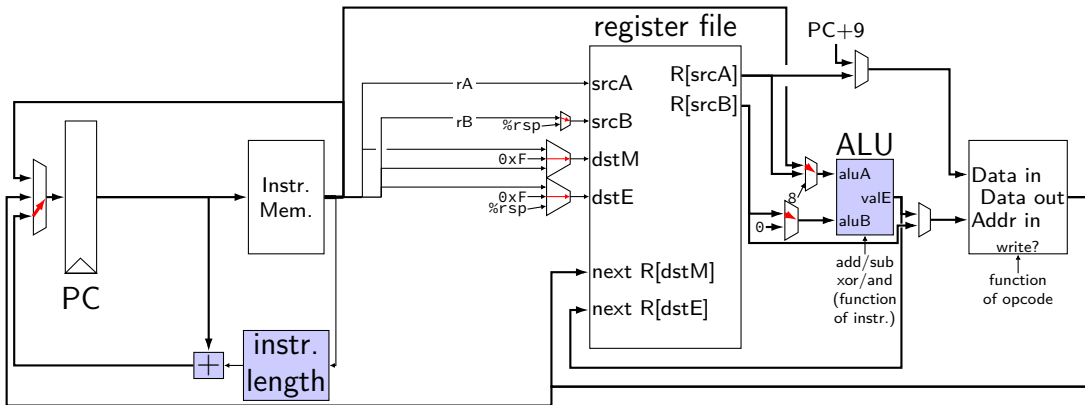 register file
PC+9
rA
srcA
R[srcA]
rB
%rsp
srcB
R[srcB]
ALU
0xF
dstM
aluA
valE
8
0
aluB
Instr.
Mem.
0xF
%rsp
dstE
Data in
Data out
Addr in
write?
add/sub
xor/and
(function
of instr.)
function
of opcode
PC
next R[dstM]
next R[dstE]
+
instr.
length